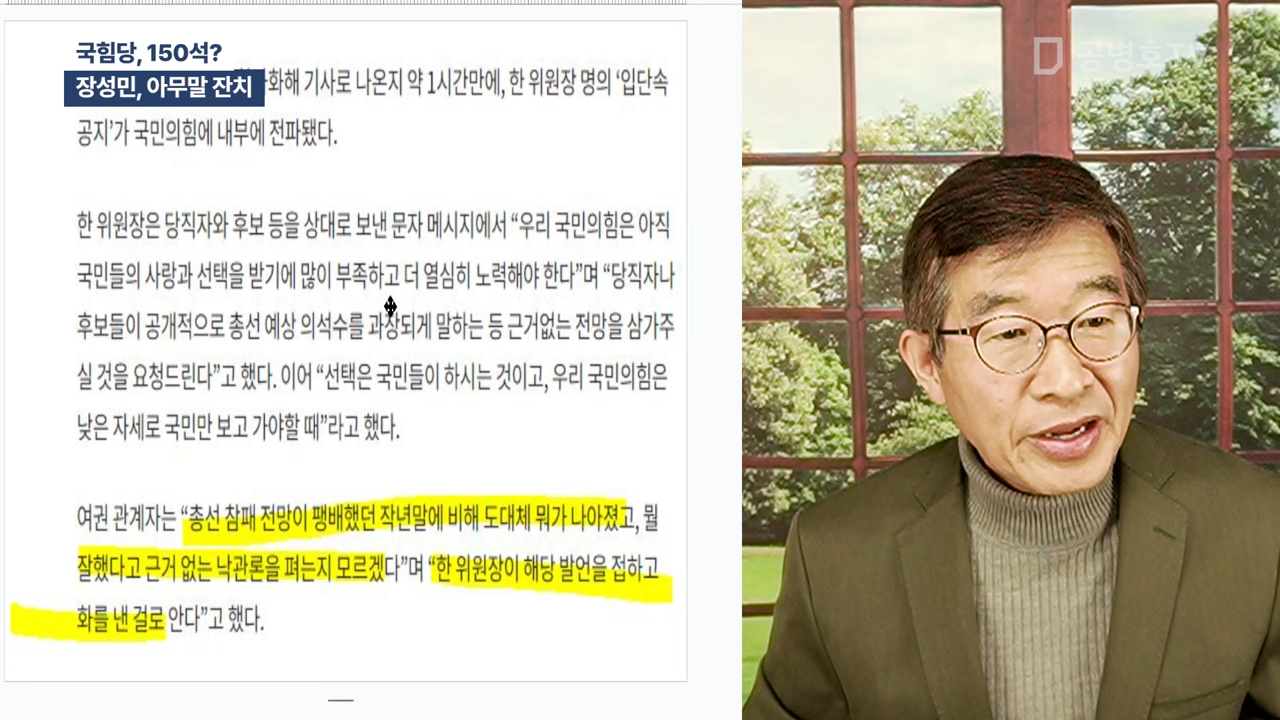 국힘당, 150석?
장성민, 아무말 잔치
화해 기사로 나온지 약 1시간만에, 한 위원장 명의 ‘입단속
공지’가 국민의힘에 내부에 전파됐다.
한 위원장은 당직자와 후보 등을 상대로 보낸 문자 메시지에서 “우리 국민의힘은 아직
국민들의 사랑과 선택을 받기에 많이 부족하고 더 열심히 노력해야 한다”며 “당직자나
후보들이 공개적으로 총선 예상 의석수를 과장되게 말하는 등 근거없는 전망을 삼가주
실 것을 요청드린다”고 했다. 이어 “선택은 국민들이 하시는 것이고, 우리 국민의힘은
낮은 자세로 국민만 보고 가야할 때”라고 했다.
여권 관계자는 “총선 참패 전망이 팽배했던 작년말에 비해 도대체 뭐가 나아졌고, 뭘
잘했다고 근거 없는 낙관론을 펴는지 모르겠다”며 “한 위원장이 해당 발언을 접하고
화를 낸 걸로 안다”고 했다.
공병호TV